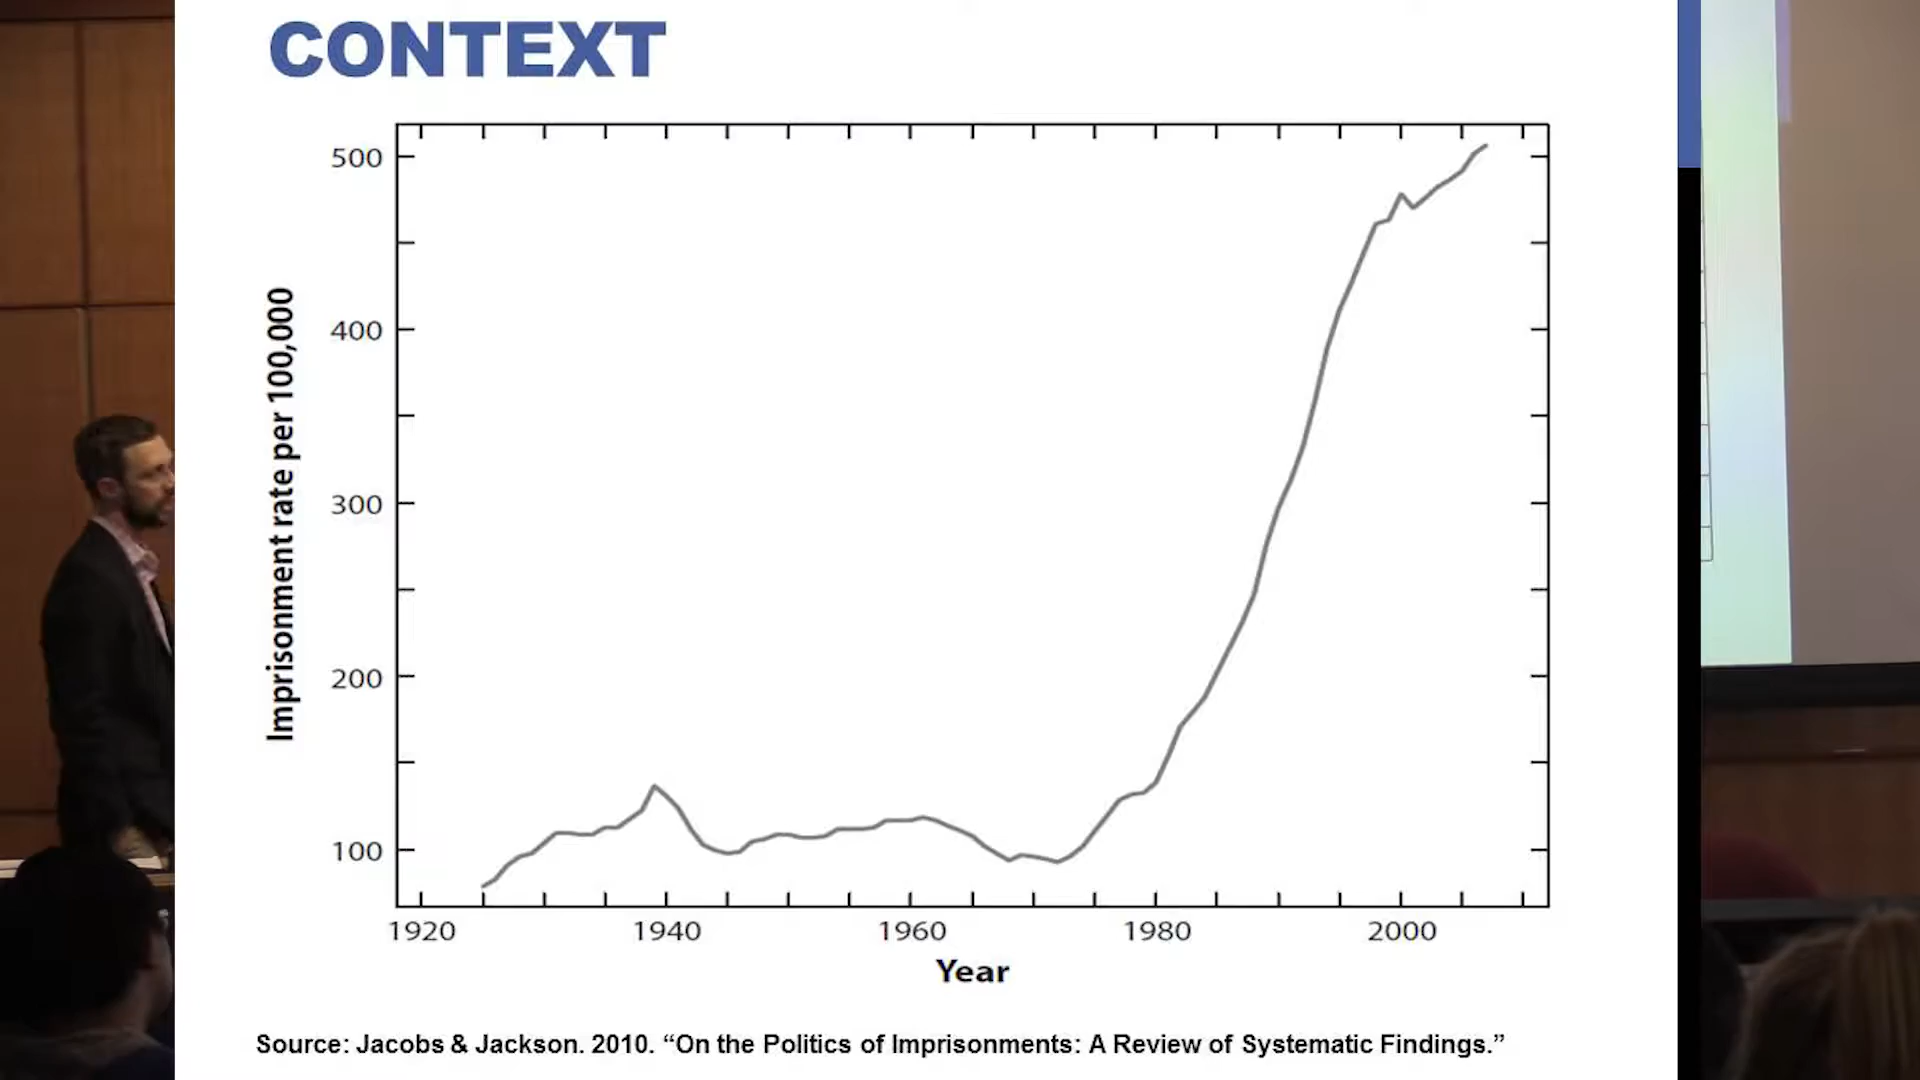 CONTEXT
500
400
300
200
100
Imprisonment rate per 100,000
1920 1940 1960 1980 2000
Year
Source: Jacobs & Jackson. 2010. “On the Politics of Imprisonments: A Review of Systematic Findings.”